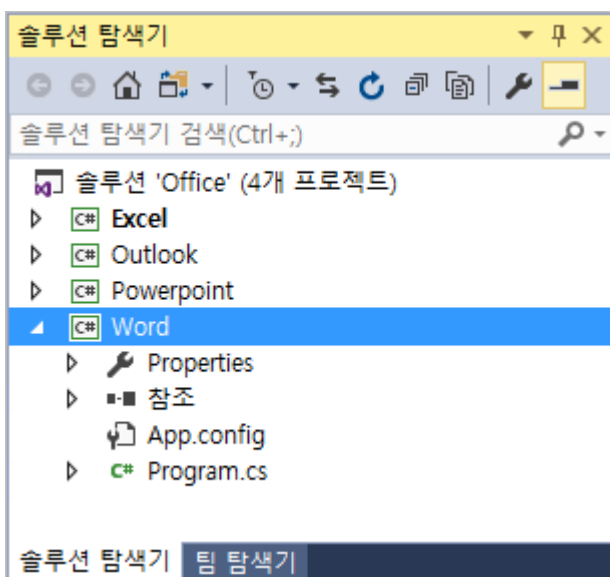 솔루션 탐색기
솔루션 탐색기 검색(Ctrl+;)
솔루션 'Office' (4개 프로젝트)
C# Excel
C# Outlook
C# Powerpoint
C# Word
Properties
참조
App.config
C# Program.cs
솔루션 탐색기 팀 탐색기